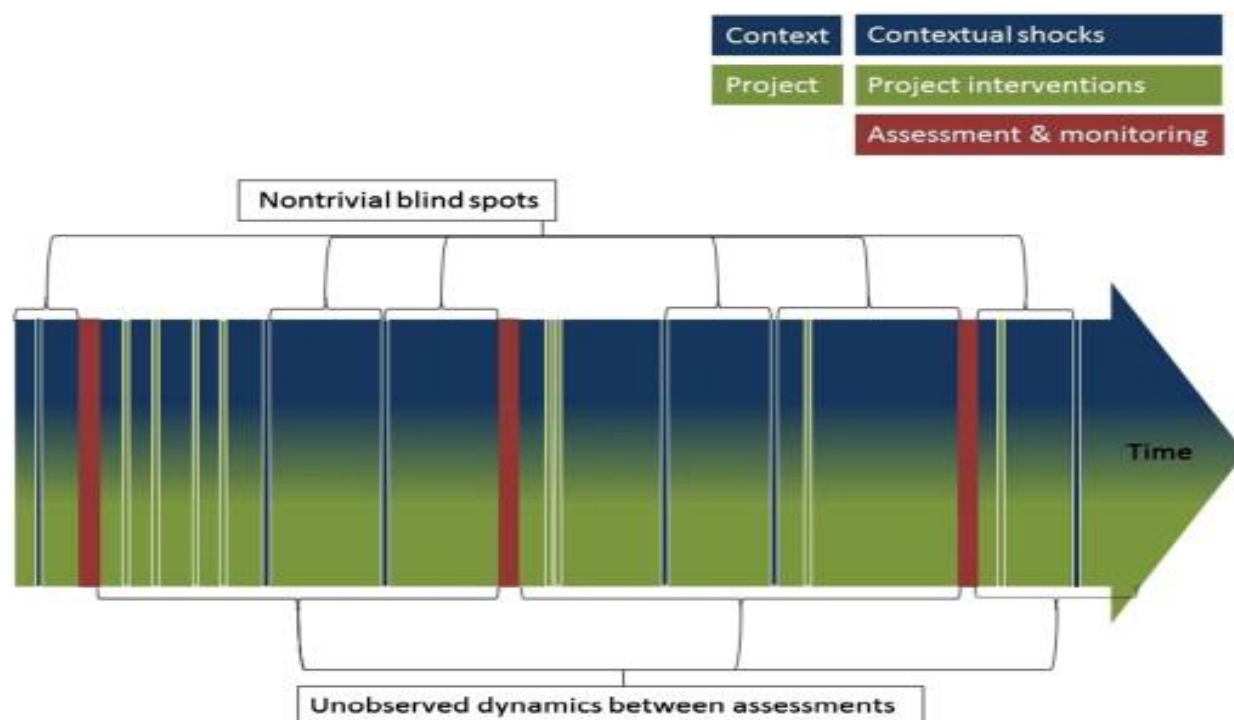 Context
Contextual shocks
Project
Project interventions
Assessment & monitoring
Nontrivial blind spots
Time
Unobserved dynamics between assessments